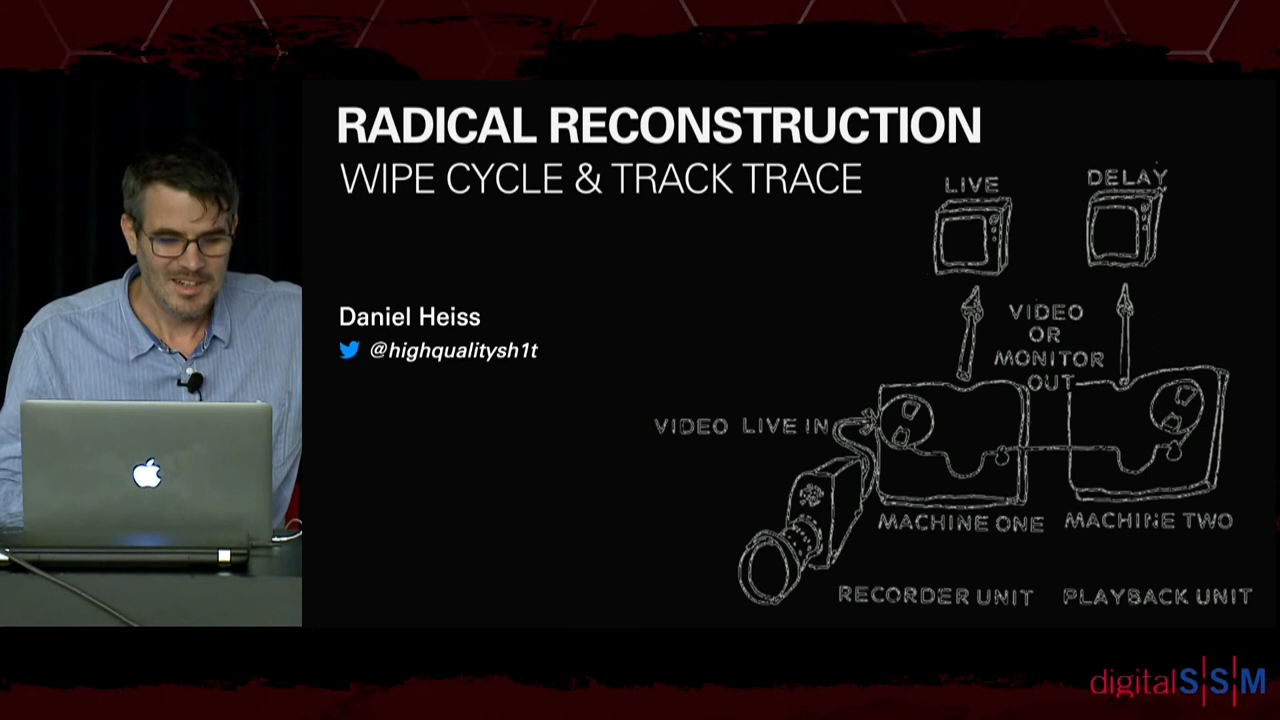 RADICAL RECONSTRUCTION
WIPE CYCLE & TRACK TRACE
LIVE
DELAY
Daniel Heiss
@highqualitysh1t
VIDEO
OR
MONITOR
OUT
VIDEO LIVE IN
MACHINE ONE
MACHINE TWO
RECORDER UNIT
PLAYBACK UNIT
digitalS|S|M